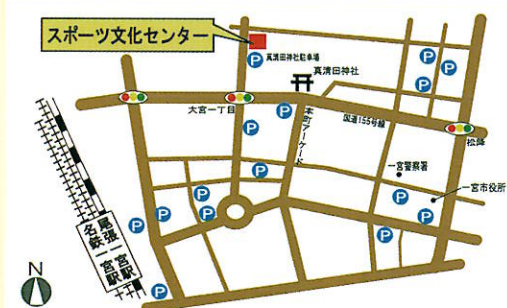 スポーツ文化センター
P
真清田神社駐車場
真清田神社
P
P
P
P
大宮一丁目
P
本町アーケード
国道155号線
P
松降
一宮警察署
P
一宮市役所
P
P
P
P
P
P
P
P
尾張一宮駅
名鉄一宮駅
N